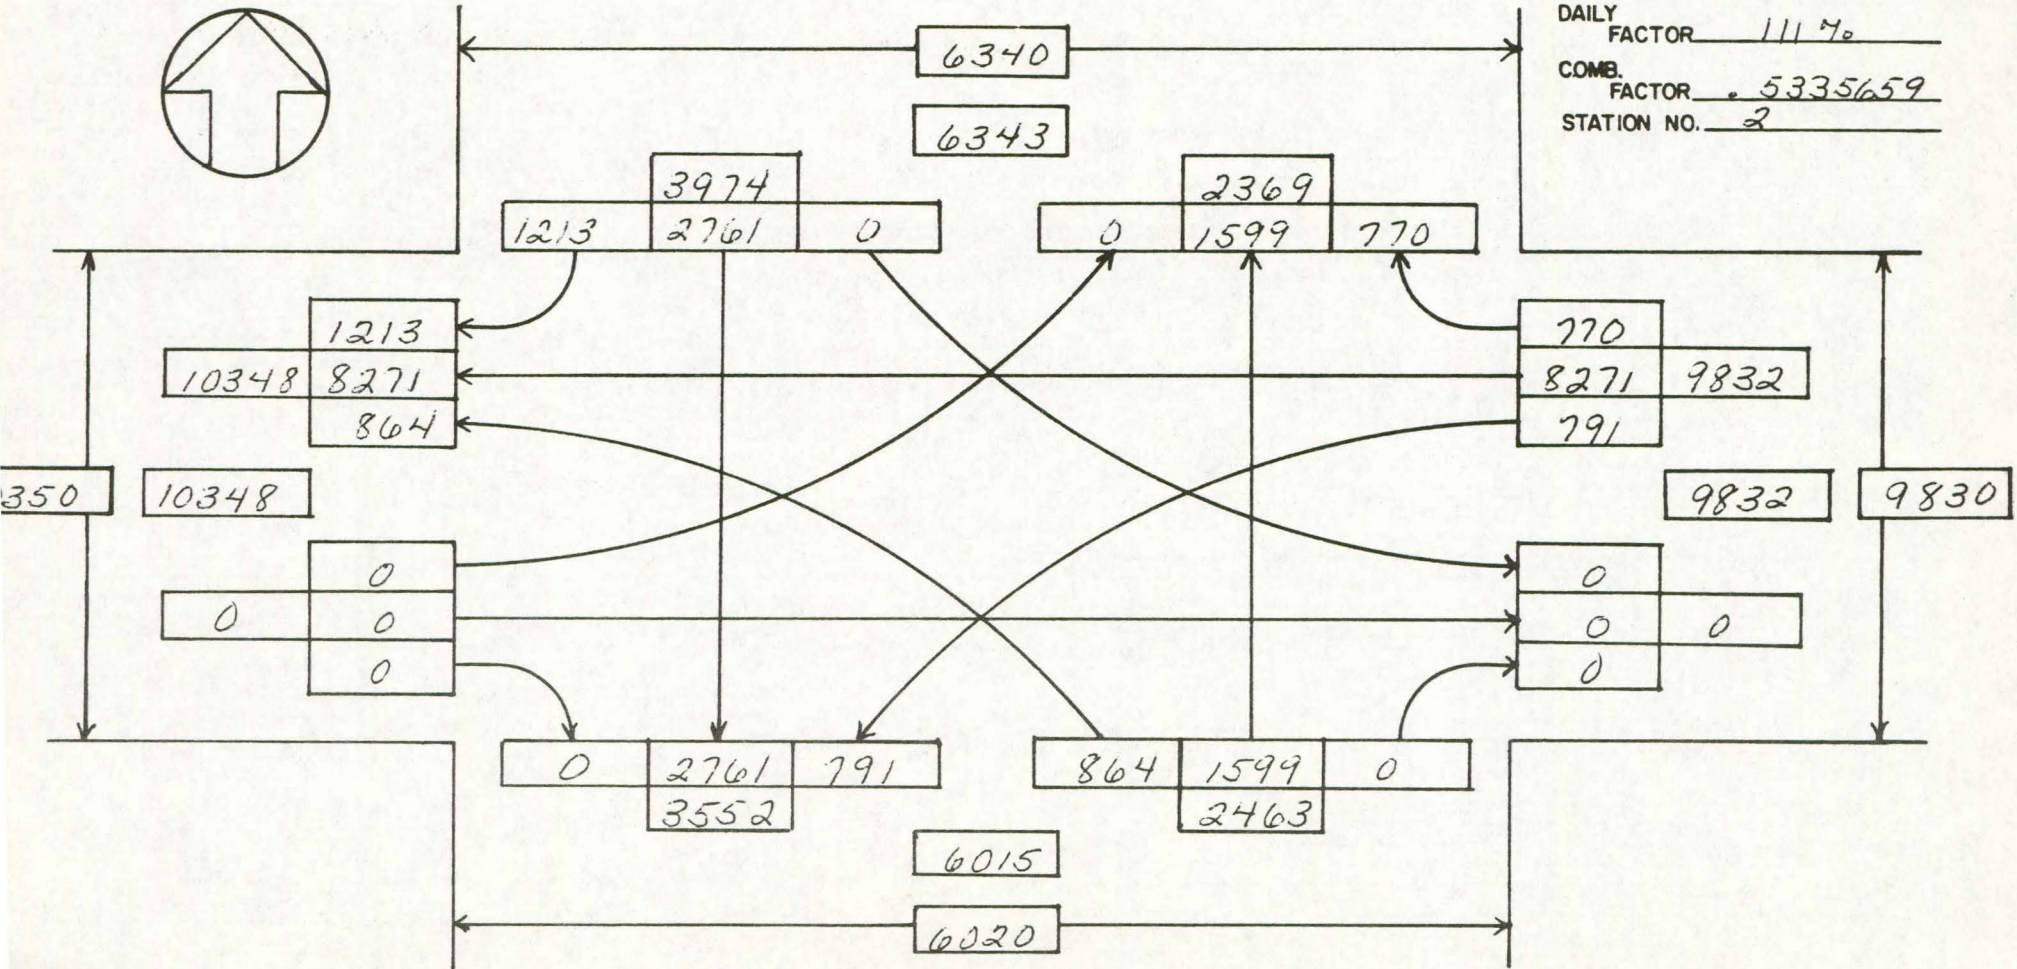 DAILY
FACTOR 111 %
COMB.
FACTOR .5335659
STATION NO. 2
6340
6343
3974
1213 2761 0
2369
0 1599 770
1213
10348 8271
864
770
8271 9832
791
350 10348
9832 9830
0
0 0
0
0
0 0
0
0 2761 791
3552
864 1599 0
2463
6015
6020